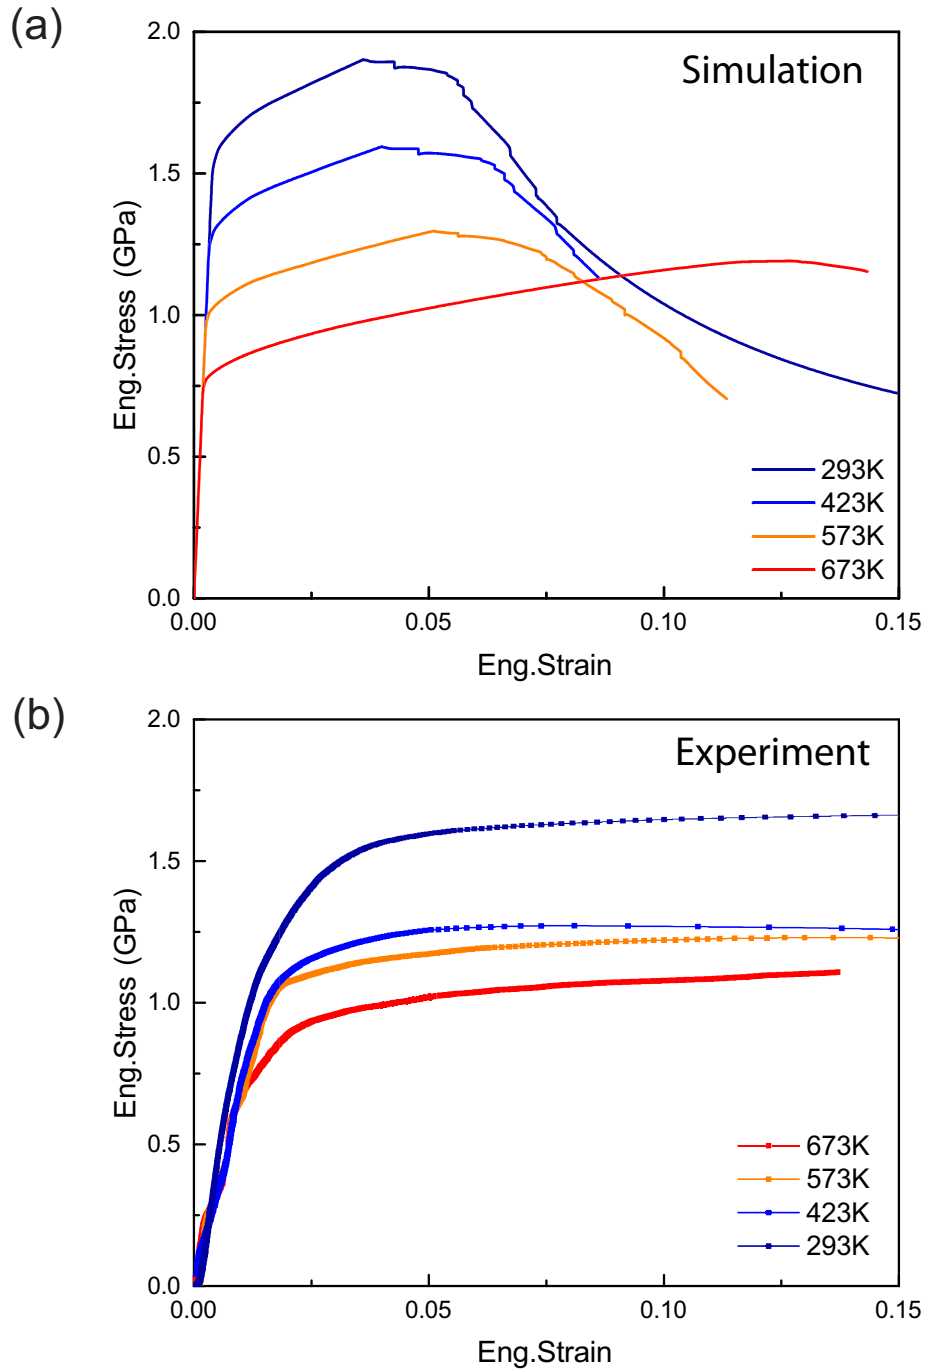 (a)
Simulation
2.0
1.5
1.0
0.5
0.0
Eng.Stress (GPa)
293K
423K
573K
673K
0.00
0.05
0.10
0.15
Eng.Strain
(b)
Experiment
2.0
1.5
1.0
0.5
0.0
Eng.Stress (GPa)
673K
573K
423K
293K
0.00
0.05
0.10
0.15
Eng.Strain